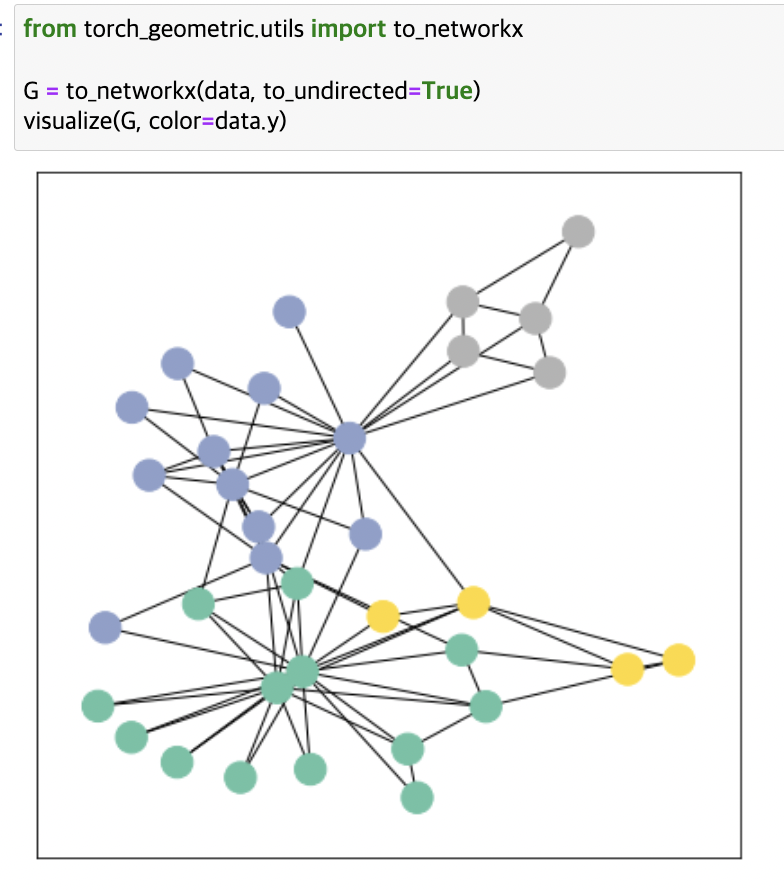 :
from torch_geometric.utils import to_networkx
G = to_networkx(data, to_undirected=True)
visualize(G, color=data.y)